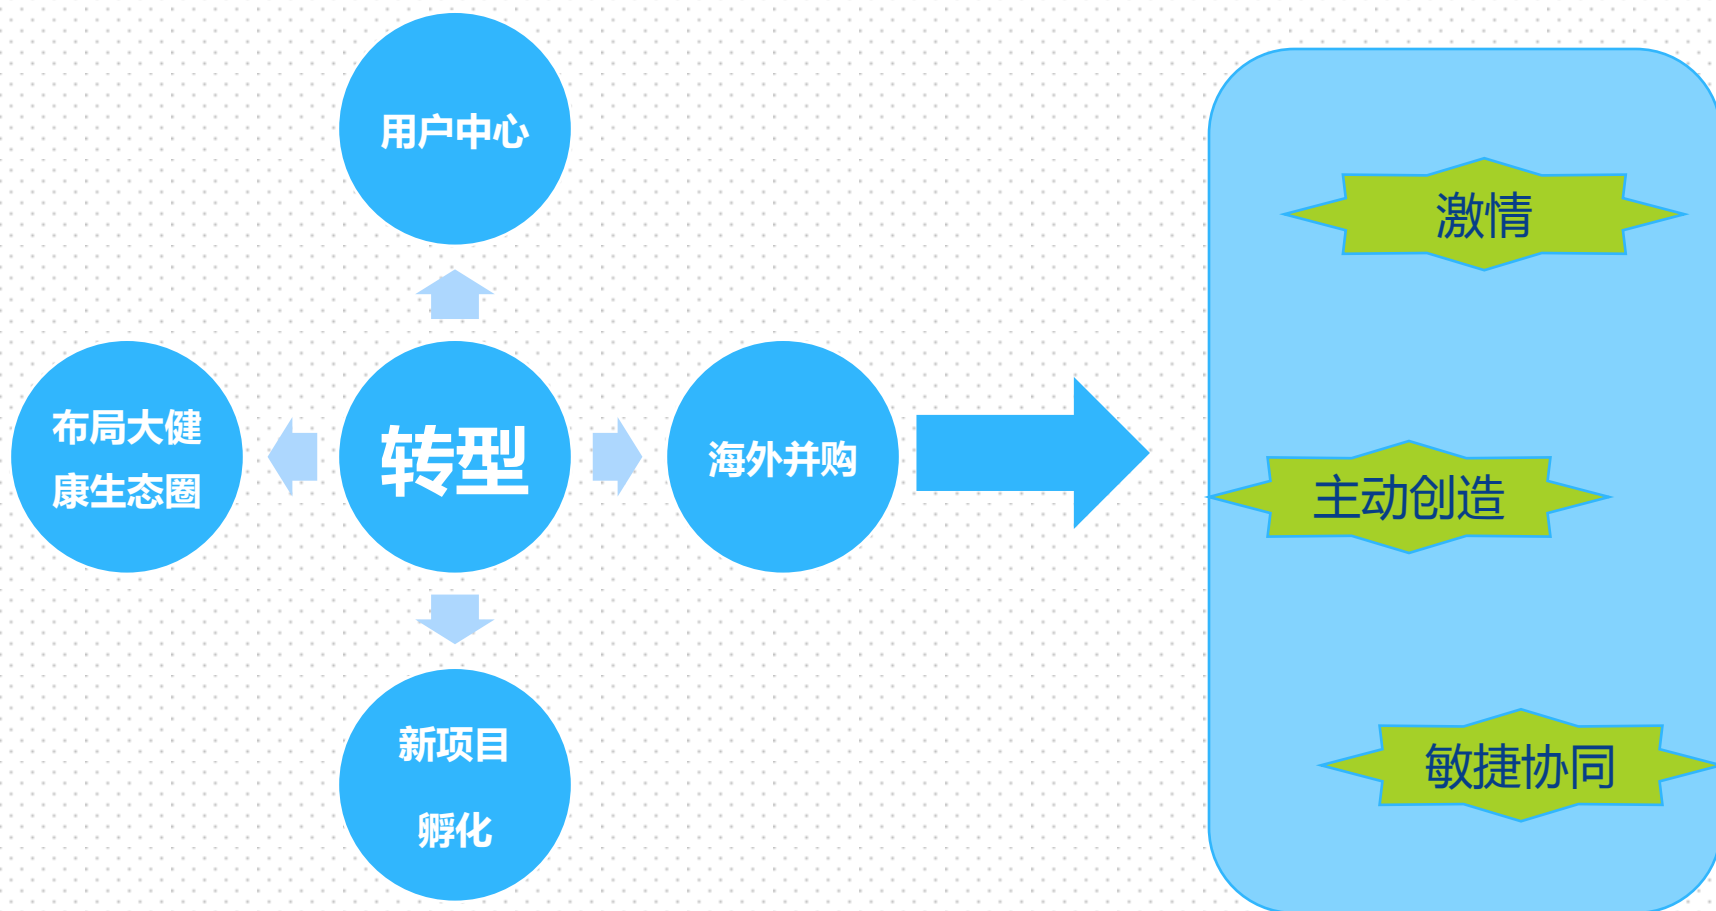 用户中心
布局大健
康生态圈
转型
海外并购
新项目
孵化
激情
主动创造
敏捷协同